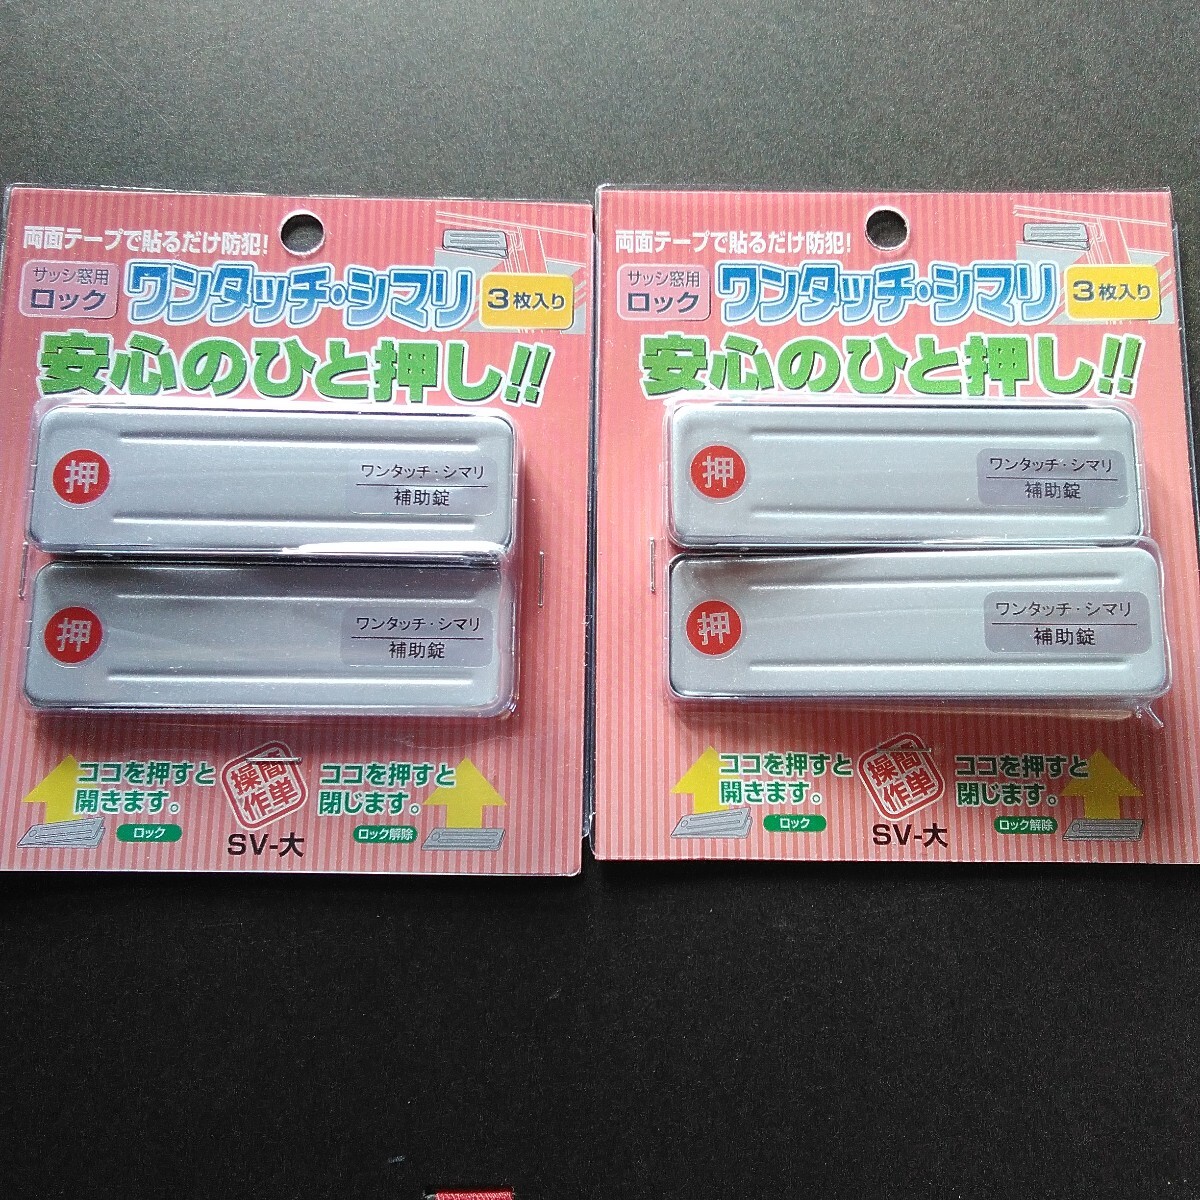 両面テープで貼るだけ防犯!
サッシ窓用
ロック
ワンタッチ・シマリ
3枚入り
安心のひと押し!!
押
ワンタッチ・シマリ
補助錠
押
ワンタッチ・シマリ
補助錠
ココを押すと
開きます。
ロック
簡単
操作
ココを押すと
閉じます。
ロック解除
SV-大
両面テープで貼るだけ防犯!
サッシ窓用
ロック
ワンタッチ・シマリ
3枚入り
安心のひと押し!!
押
ワンタッチ・シマリ
補助錠
押
ワンタッチ・シマリ
補助錠
ココを押すと
開きます。
ロック
簡単
操作
ココを押すと
閉じます。
ロック解除
SV-大